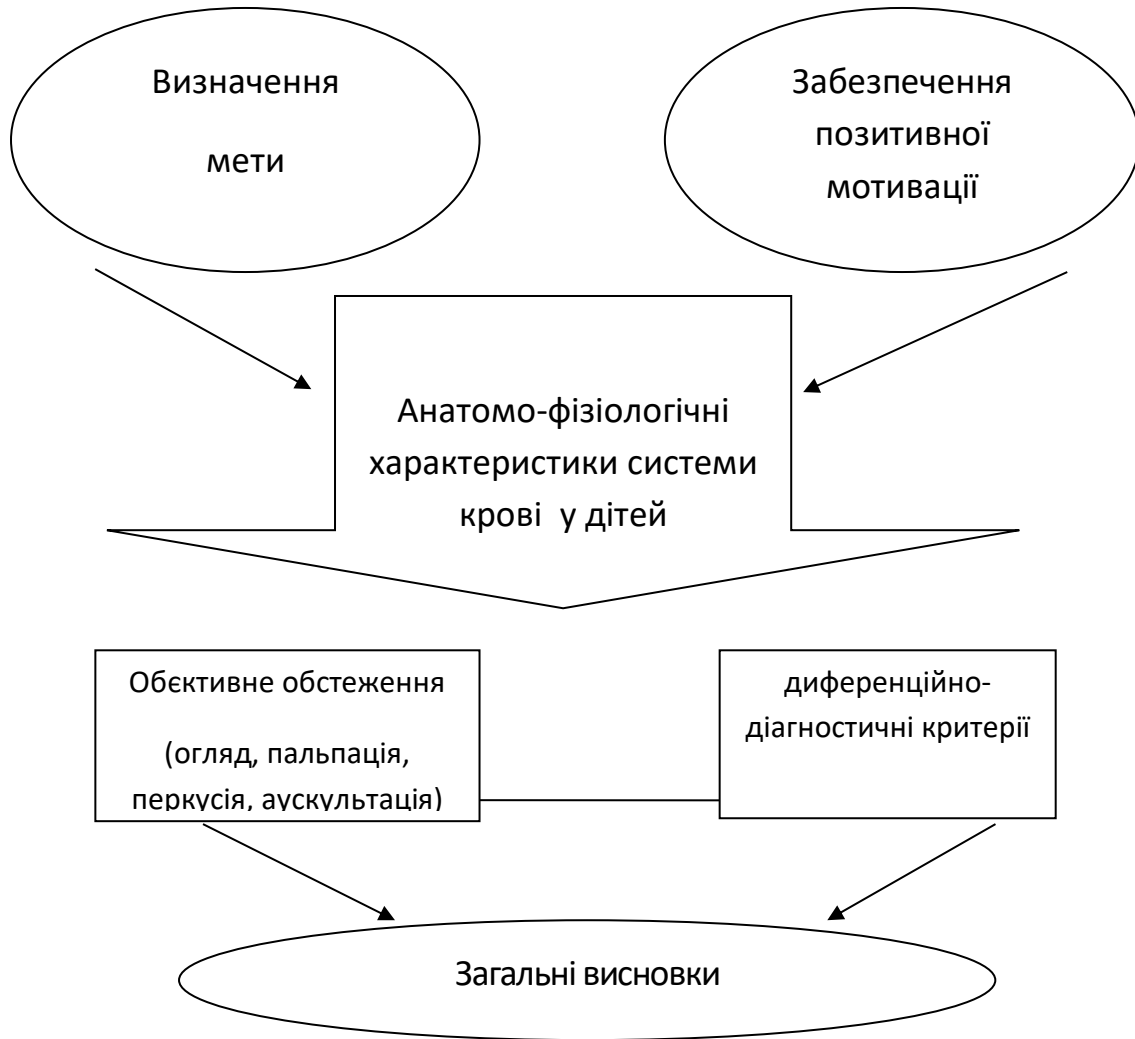 Визначення
мети
Забезпечення
позитивної
мотивації
Анатомо-фізіологічні
характеристики системи
крові у дітей
Обєктивне обстеження
(огляд, пальпація,
перкусія, аускультація)
диференційно-
діагностичні критерії
Загальні висновки